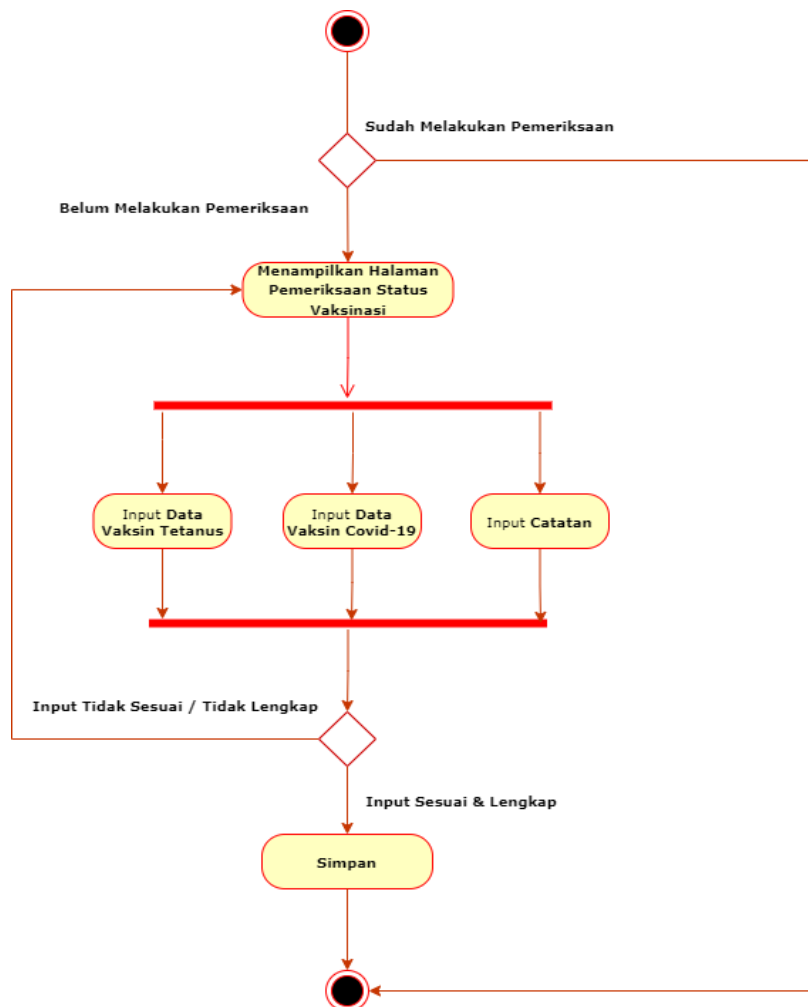 Sudah Melakukan Pemeriksaan
Belum Melakukan Pemeriksaan
Menampilkan Halaman
Pemeriksaan Status
Vaksinasi
Input Data
Vaksin Tetanus
Input Data
Vaksin Covid-19
Input Catatan
Input Tidak Sesuai / Tidak Lengkap
Input Sesuai & Lengkap
Simpan